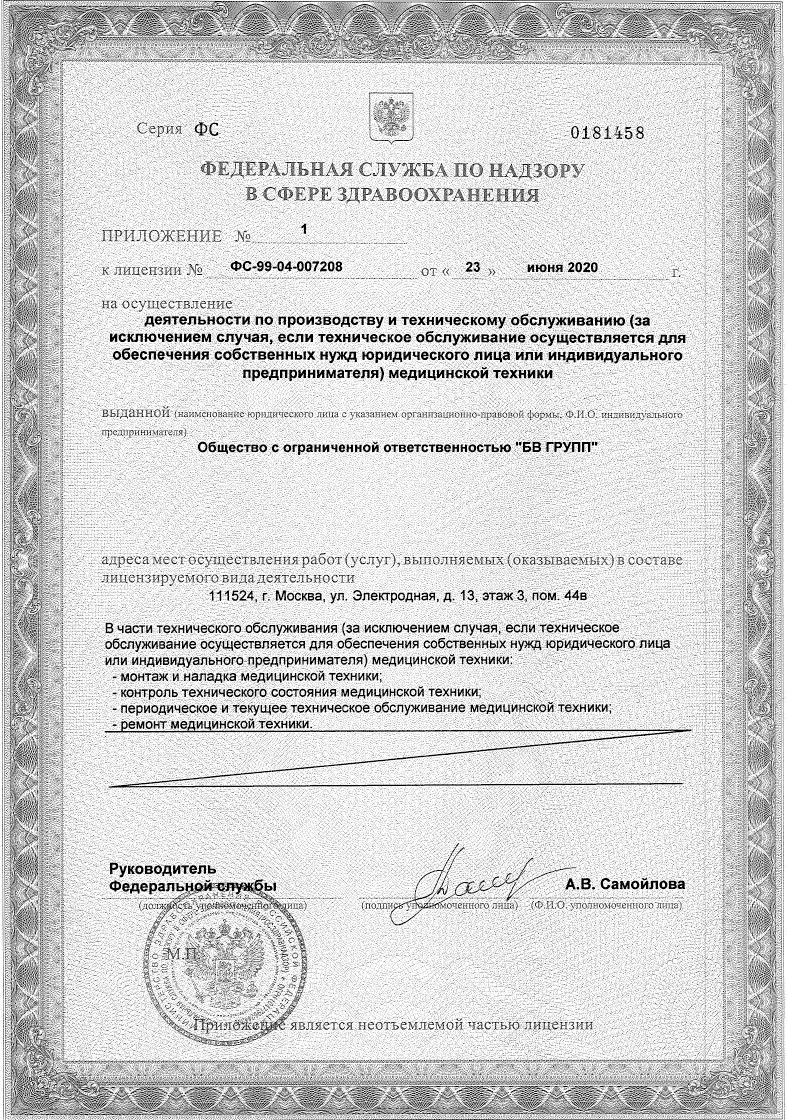 Серия ФС
0181458
ФЕДЕРАЛЬНАЯ СЛУЖБА ПО НАДЗОРУ
В СФЕРЕ ЗДРАВООХРАНЕНИЯ
ПРИЛОЖЕНИЕ № 1
к лицензии № ФС-99-04-007208 от « 23 » июня 2020 г.
на осуществление
деятельности по производству и техническому обслуживанию (за
исключением случая, если техническое обслуживание осуществляется для
обеспечения собственных нужд юридического лица или индивидуального
предпринимателя) медицинской техники
выданной (наименование юридического лица с указанием организационно-правовой формы, Ф.И.О. индивидуального
предпринимателя)
Общество с ограниченной ответственностью "БВ ГРУПП"
адреса мест осуществления работ (услуг), выполняемых (оказываемых) в составе
лицензируемого вида деятельности
111524, г. Москва, ул. Электродная, д. 13, этаж 3, пом. 44в
В части технического обслуживания (за исключением случая, если техническое
обслуживание осуществляется для обеспечения собственных нужд юридического лица
или индивидуального предпринимателя) медицинской техники:
- монтаж и наладка медицинской техники;
- контроль технического состояния медицинской техники;
- периодическое и текущее техническое обслуживание медицинской техники;
- ремонт медицинской техники.
Руководитель
Федеральной службы
А.В. Самойлова
(должность уполномоченного лица) (подпись уполномоченного лица) (Ф.И.О. уполномоченного лица)
М.П.
Приложение является неотъемлемой частью лицензии